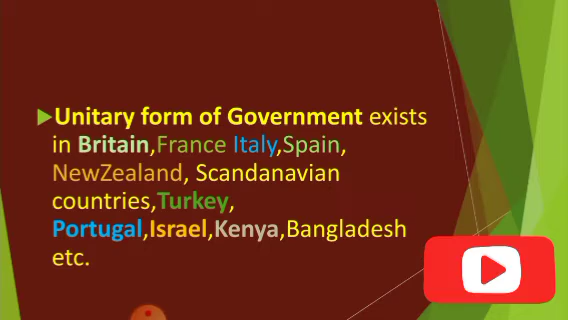 Unitary form of Government exists
in Britain,France Italy,Spain,
NewZealand, Scandanavian
countries,Turkey,
Portugal,Israel,Kenya,Bangladesh
etc.